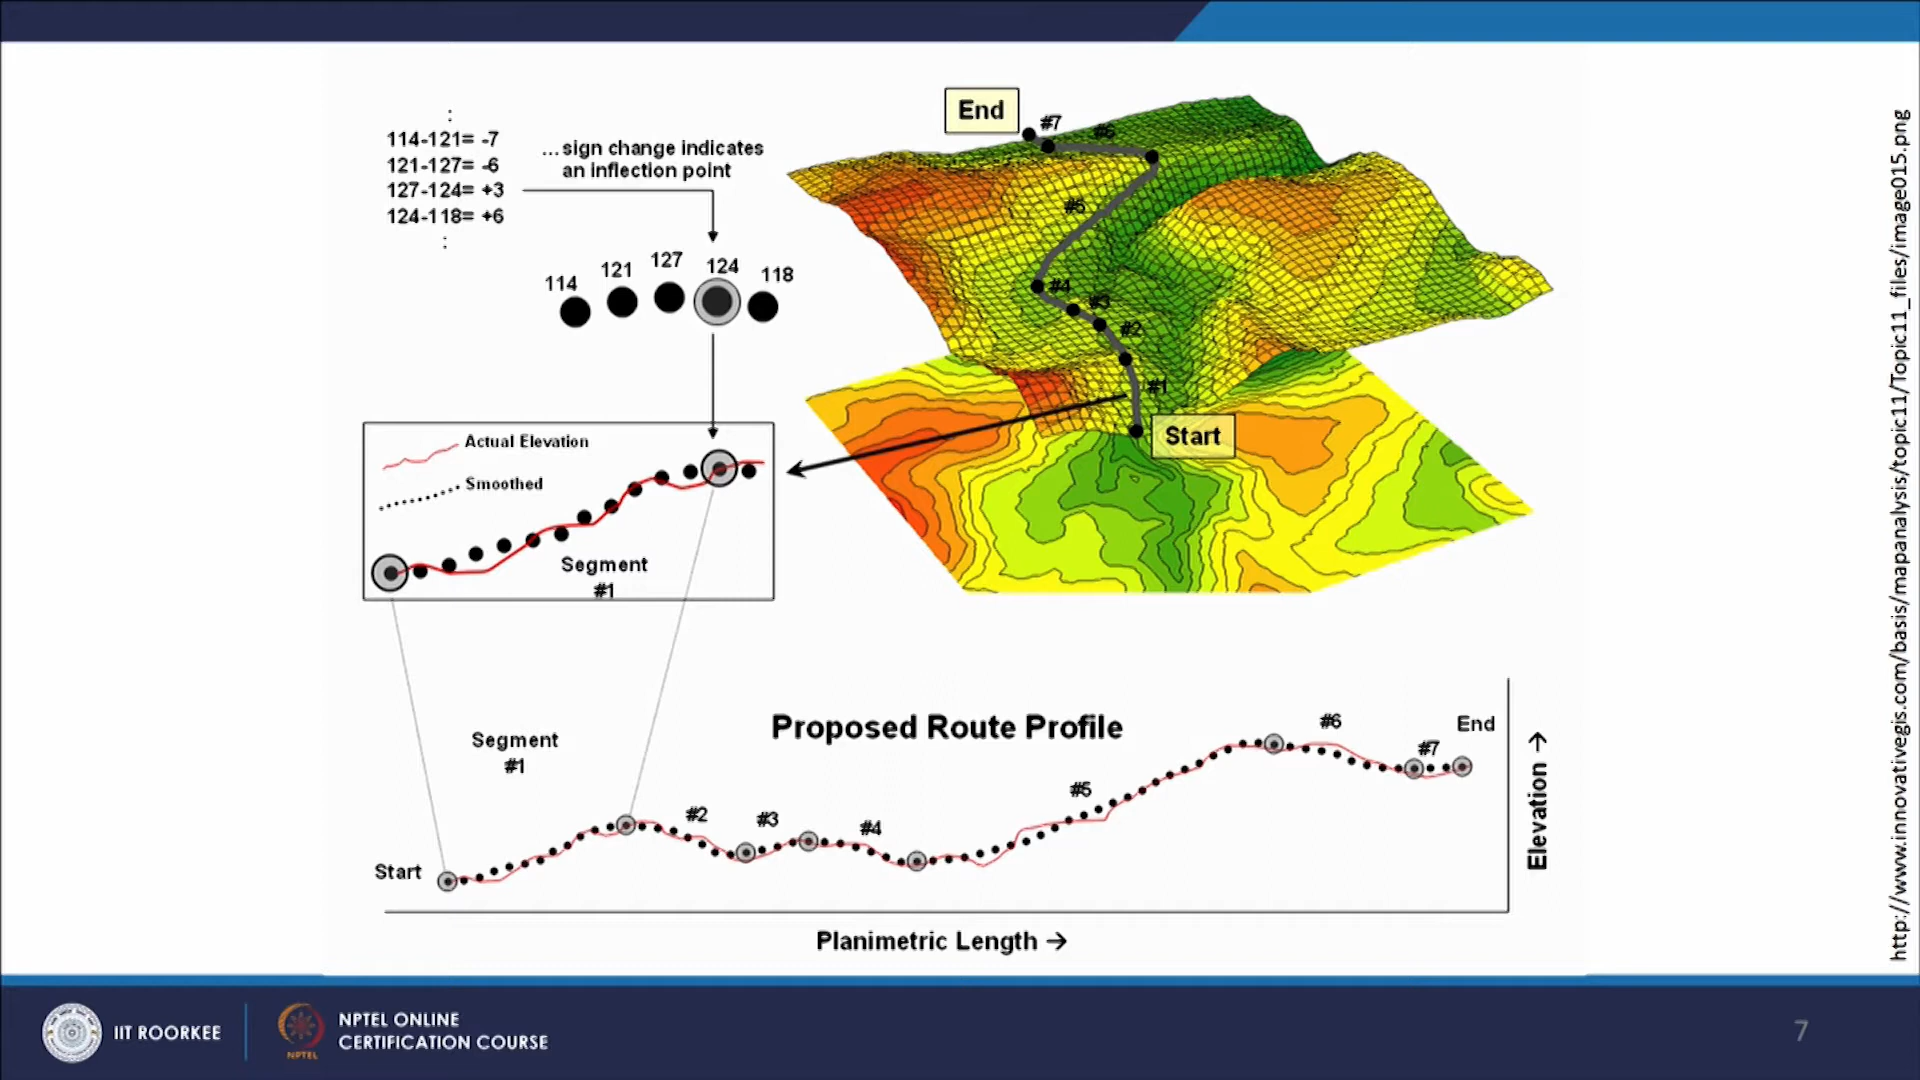 :
114-121= -7
121-127= -6
127-124= +3
124-118= +6
:
...sign change indicates
an inflection point
114
121
127
124
118
Actual Elevation
Smoothed
Segment
#1
End
#7
#6
#5
#4
#3
#2
#1
Start
Proposed Route Profile
Segment
#1
Start
#2
#3
#4
#5
#6
#7
End
Elevation →
Planimetric Length →
http://www.innovativegis.com/basis/mapanalysis/topic11/Topic11_files/image015.png
IIT ROORKEE
NPTEL
NPTEL ONLINE
CERTIFICATION COURSE
7